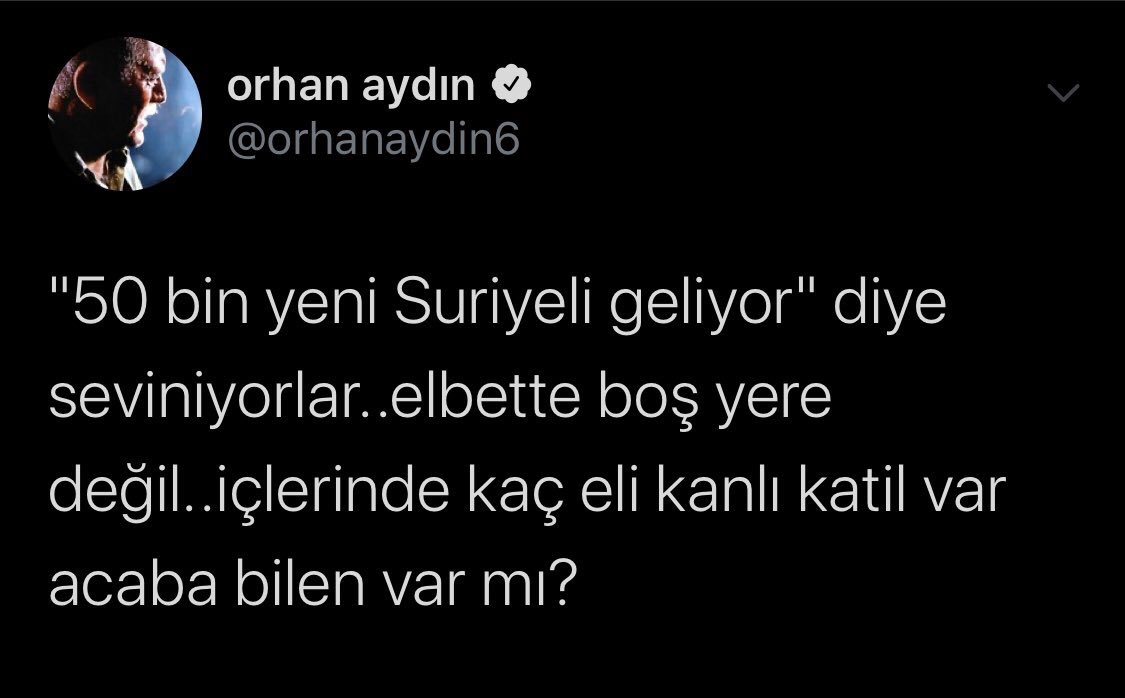 orhan aydın
@orhanaydin6
"50 bin yeni Suriyeli geliyor" diye
seviniyorlar..elbette boş yere
değil..içlerinde kaç eli kanlı katil var
acaba bilen var mı?